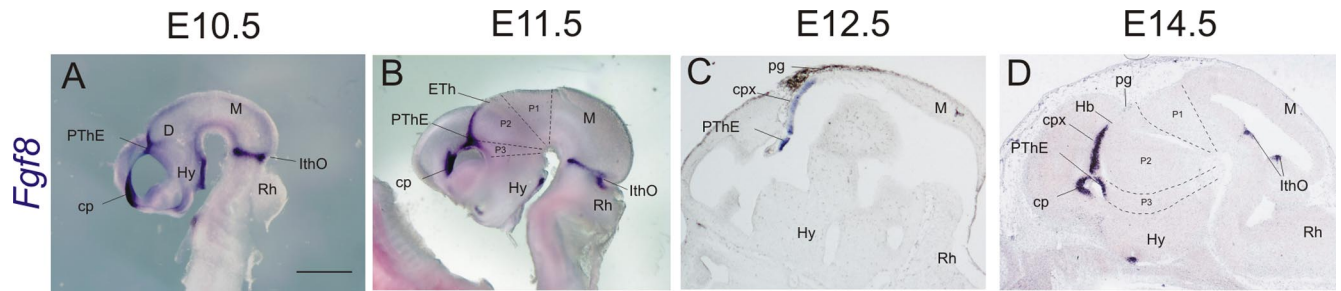 E10.5 E11.5 E12.5 E14.5
Fgf8
A
M
D
PThE
Hy
IthO
Rh
cp
B
ETh
P1
M
PThE
P2
P3
cp
Hy
IthO
Rh
C
pg
cpx
M
PThE
Hy
Rh
D
pg
Hb
M
cpx
P1
PThE
P2
IthO
cp
P3
Rh
Hy